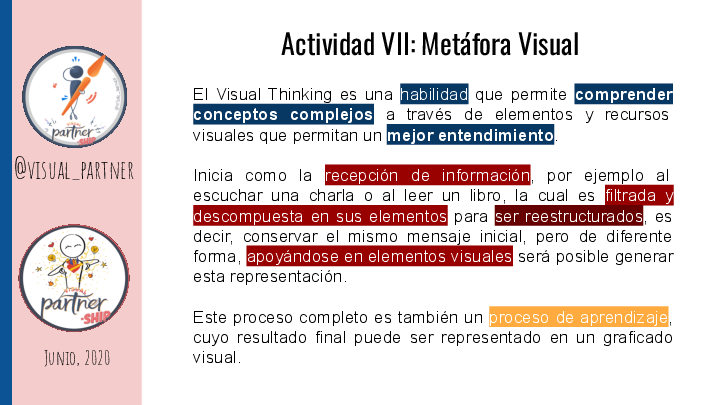 Actividad VII: Metáfora Visual
El Visual Thinking es una habilidad que permite comprender
conceptos complejos a través de elementos y recursos
visuales que permitan un mejor entendimiento.
Inicia como la recepción de información, por ejemplo al
escuchar una charla o al leer un libro, la cual es filtrada y
descompuesta en sus elementos para ser reestructurados, es
decir, conservar el mismo mensaje inicial, pero de diferente
forma, apoyándose en elementos visuales será posible generar
esta representación.
Este proceso completo es también un proceso de aprendizaje,
cuyo resultado final puede ser representado en un graficado
visual.
partner
SHIP
@VISUAL_PARTNER
VISUAL
partner
-SHIP
JUNIO, 2020